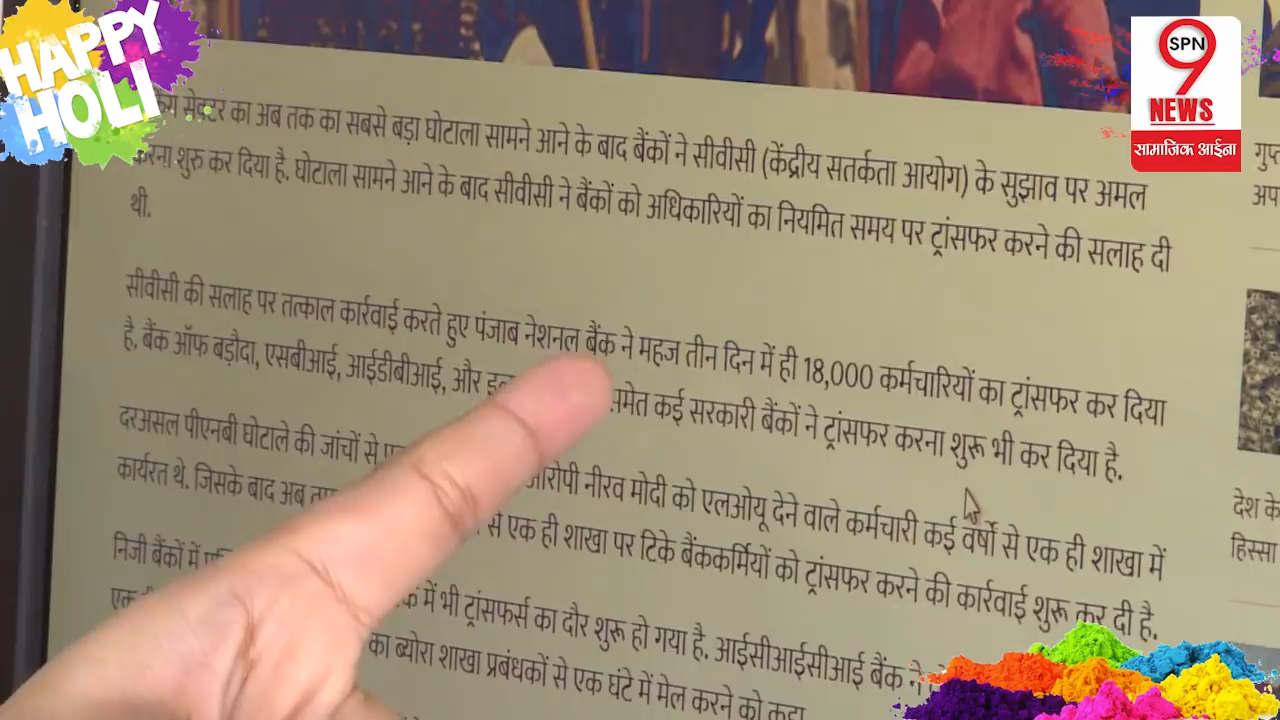 HAPPY
HOLI
SPN
9
NEWS
सामाजिक आईना
सेक्टर का अब तक का सबसे बड़ा घोटाला सामने आने के बाद बैंकों ने सीवीसी (केंद्रीय सतर्कता आयोग) के सुझाव पर अमल
करना शुरु कर दिया है. घोटाला सामने आने के बाद सीवीसी ने बैंकों को अधिकारियों का नियमित समय पर ट्रांसफर करने की सलाह दी
थी.
सीवीसी की सलाह पर तत्काल कार्रवाई करते हुए पंजाब नेशनल बैंक ने महज तीन दिन में ही 18,000 कर्मचारियों का ट्रांसफर कर दिया
है. बैंक ऑफ बड़ौदा, एसबीआई, आईडीबीआई, और समेत कई सरकारी बैंकों ने ट्रांसफर करना शुरू भी कर दिया है.
दरअसल पीएनबी घोटाले की जांचों से आरोपी नीरव मोदी को एलओयू देने वाले कर्मचारी कई वर्षों से एक ही शाखा में
कार्यरत थे. जिसके बाद अब से एक ही शाखा पर टिके बैंककर्मियों को ट्रांसफर करने की कार्रवाई शुरू कर दी है.
निजी बैंकों में में भी ट्रांसफर्स का दौर शुरू हो गया है. आईसीआईसीआई बैंक ने
का ब्योरा शाखा प्रबंधकों से एक घंटे में मेल करने को कहा
देश के
हिस्सा